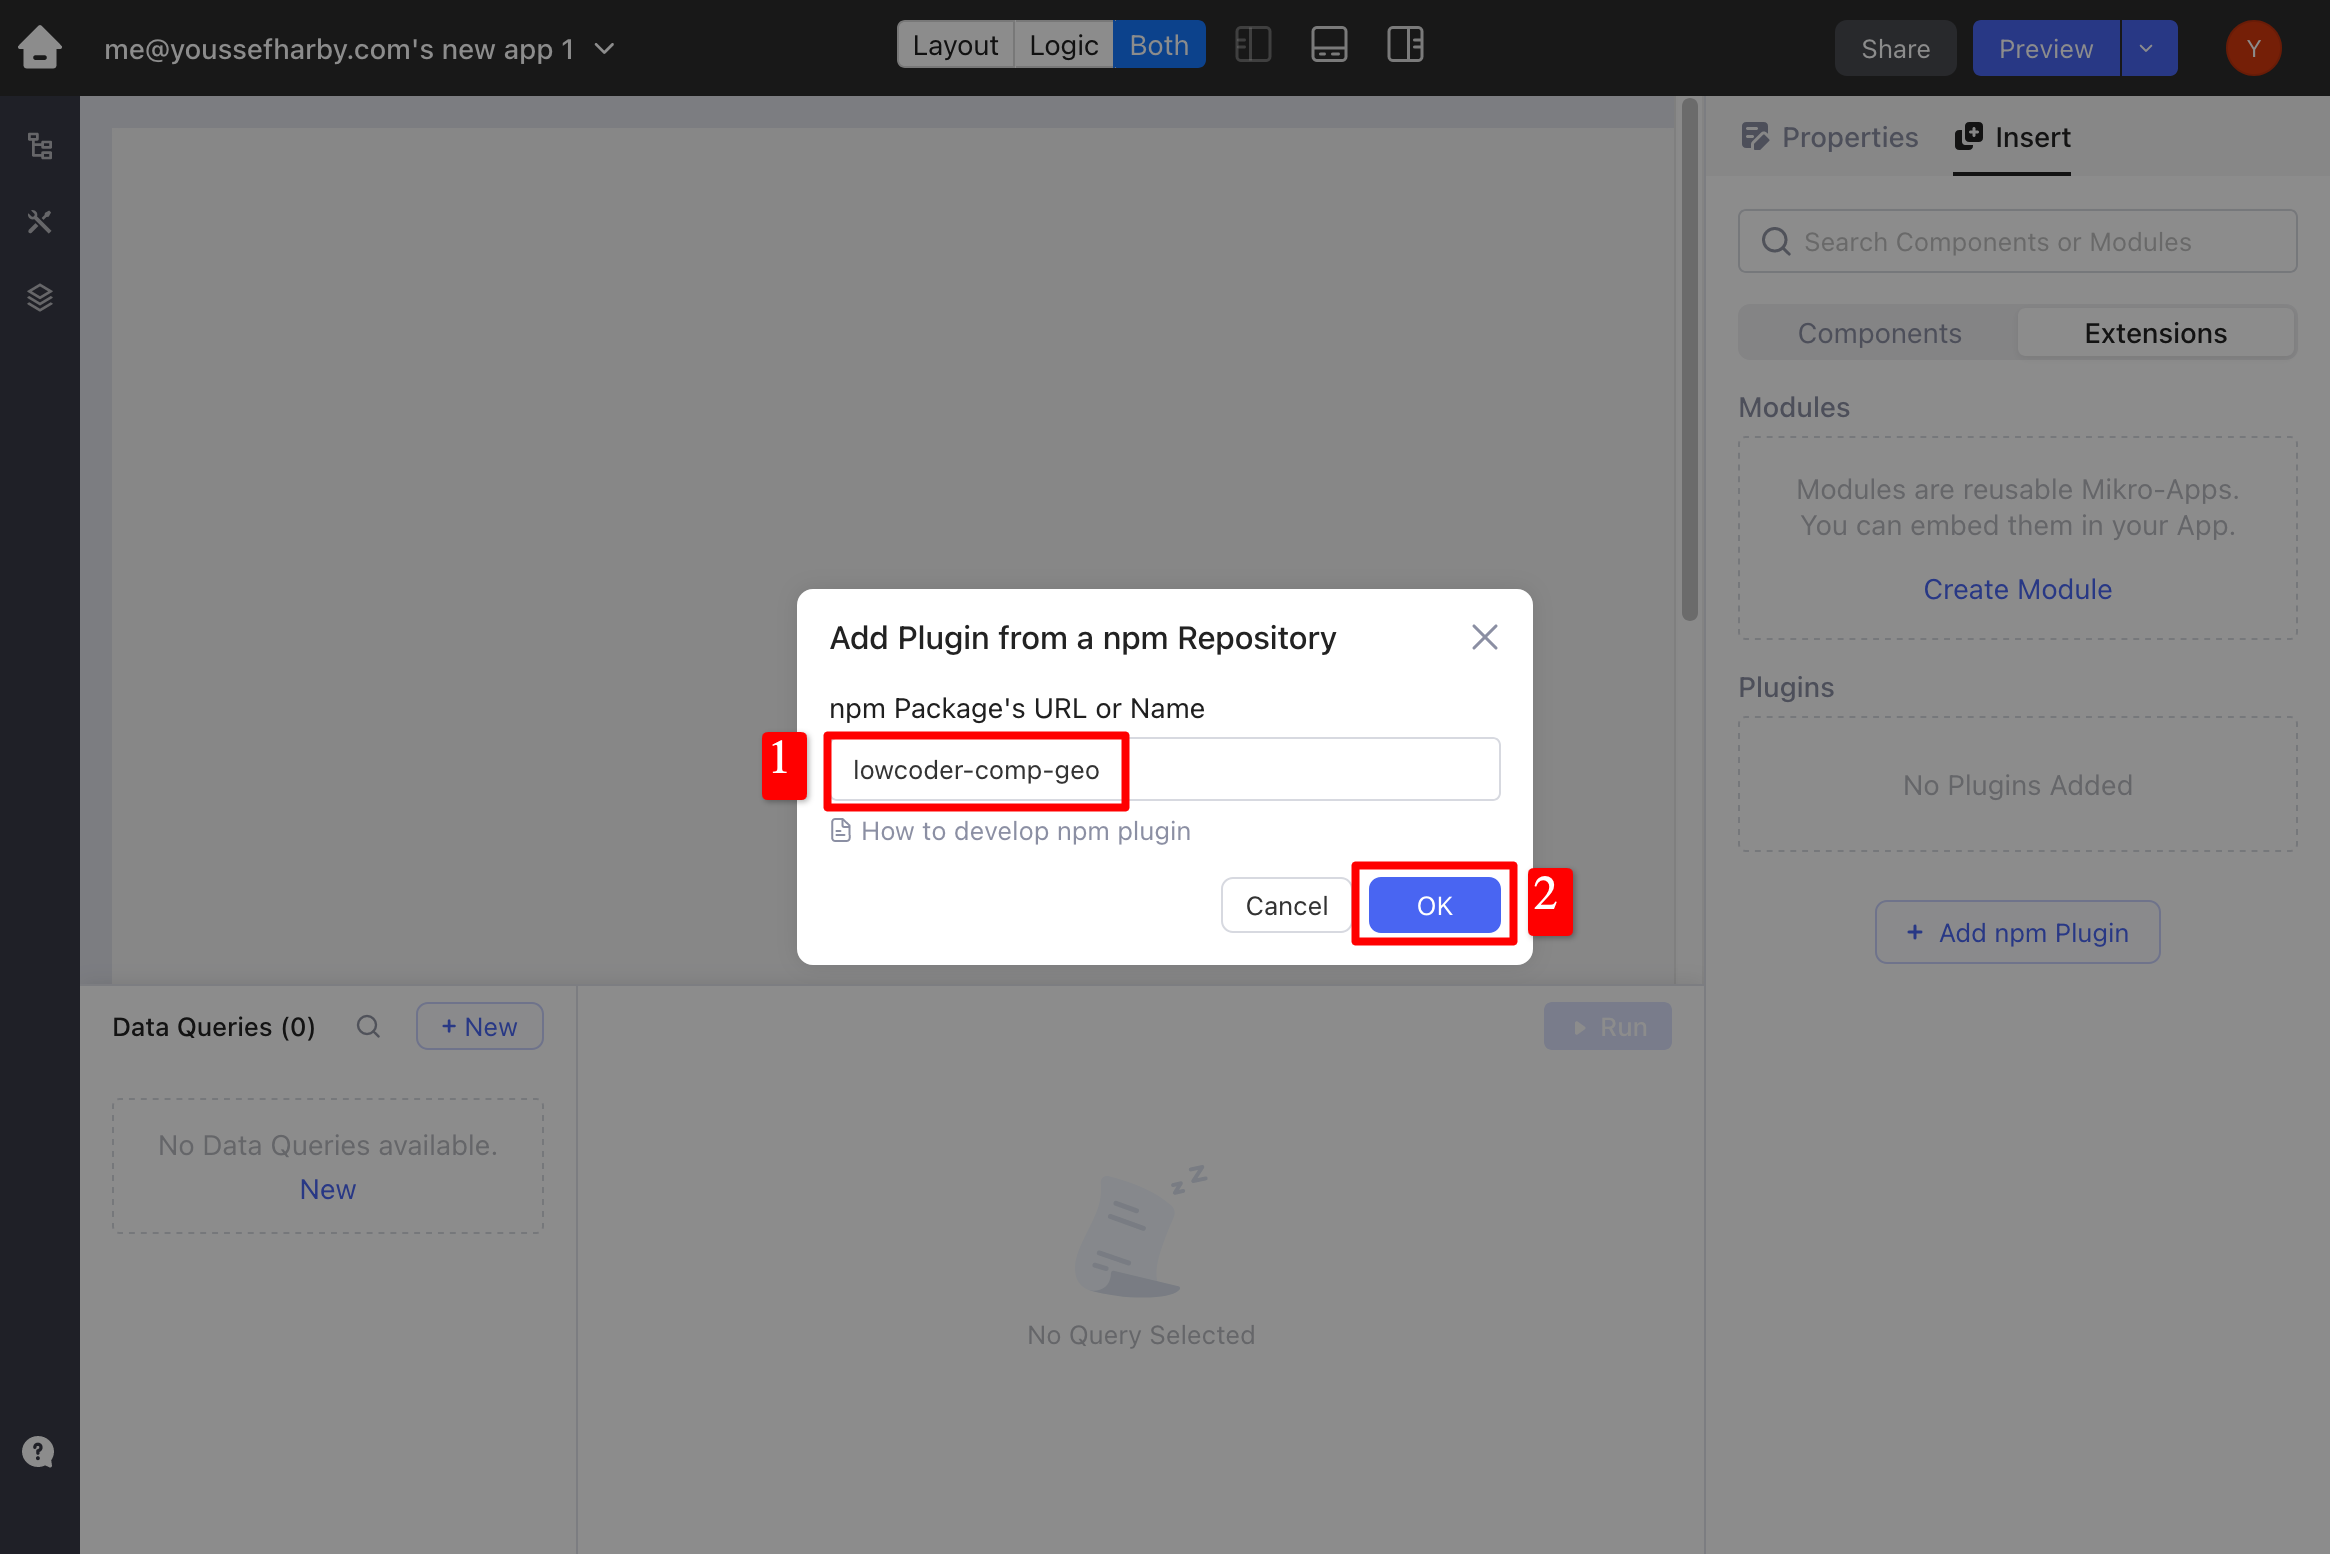 me@youssefharby.com's new app 1
Layout Logic Both
Share
Preview
Y
Properties
Insert
Search Components or Modules
Components
Extensions
Modules
Modules are reusable Mikro-Apps.
You can embed them in your App.
Create Module
Plugins
No Plugins Added
+ Add npm Plugin
Add Plugin from a npm Repository
npm Package's URL or Name
1
lowcoder-comp-geo
How to develop npm plugin
Cancel
OK
2
Data Queries (0)
+ New
Run
No Data Queries available.
New
z z
No Query Selected
?